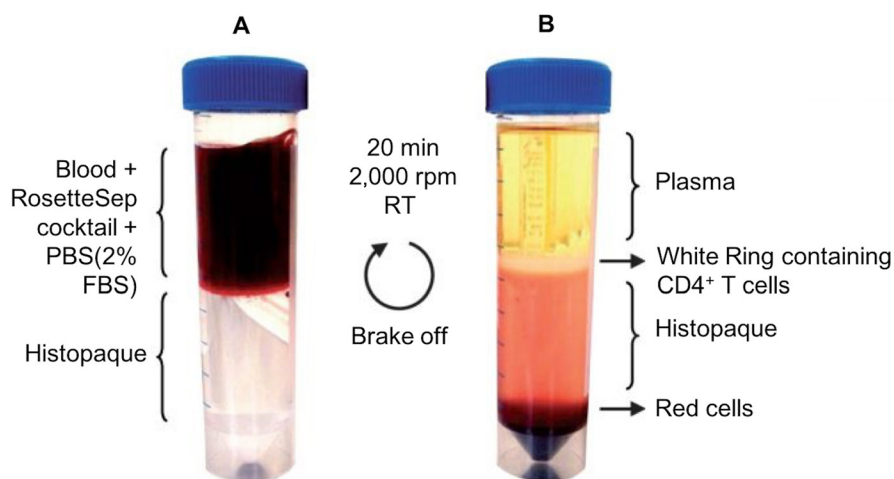 A
B
Blood +
RosetteSep
cocktail +
PBS(2%
FBS)
Histopaque
20 min
2,000 rpm
RT
Brake off
Plasma
White Ring containing
CD4⁺ T cells
Histopaque
Red cells